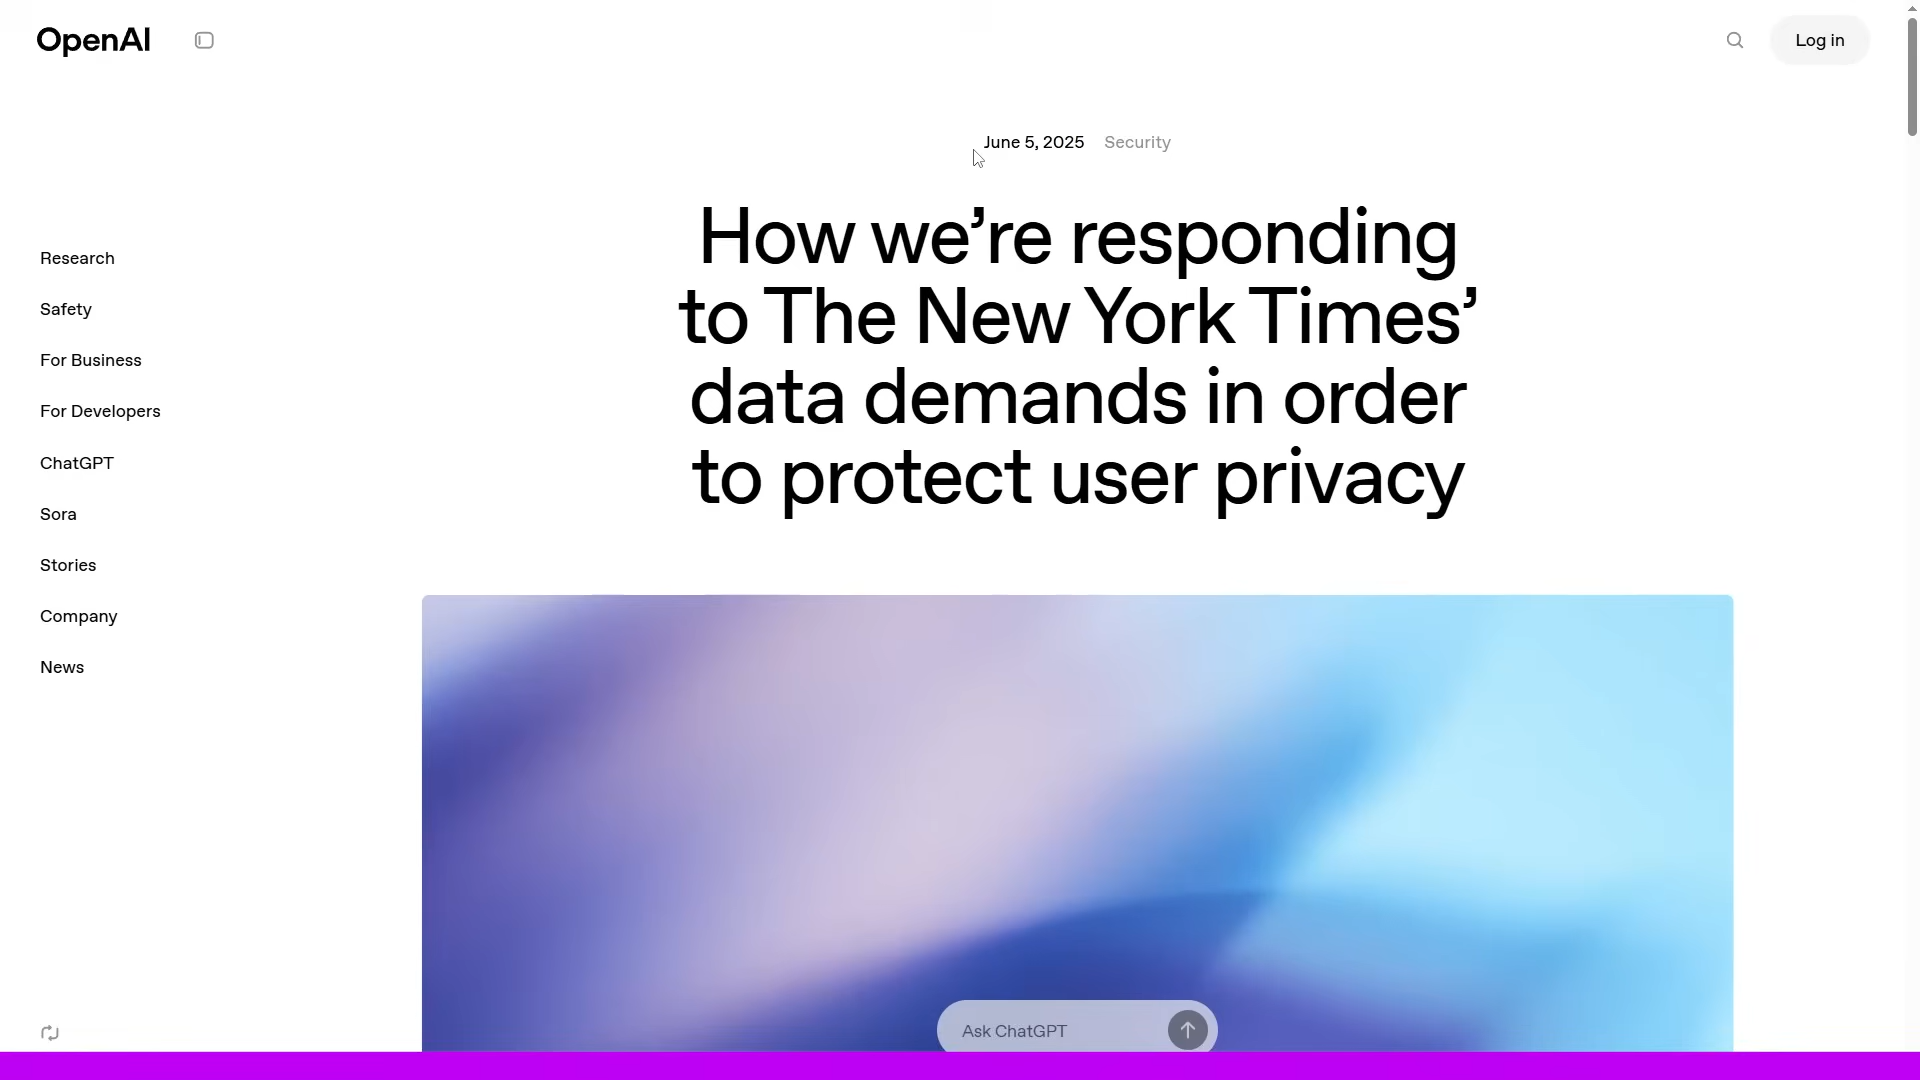 OpenAI
Log in
June 5, 2025 Security
How we’re responding
to The New York Times’
data demands in order
to protect user privacy
Research
Safety
For Business
For Developers
ChatGPT
Sora
Stories
Company
News
Ask ChatGPT